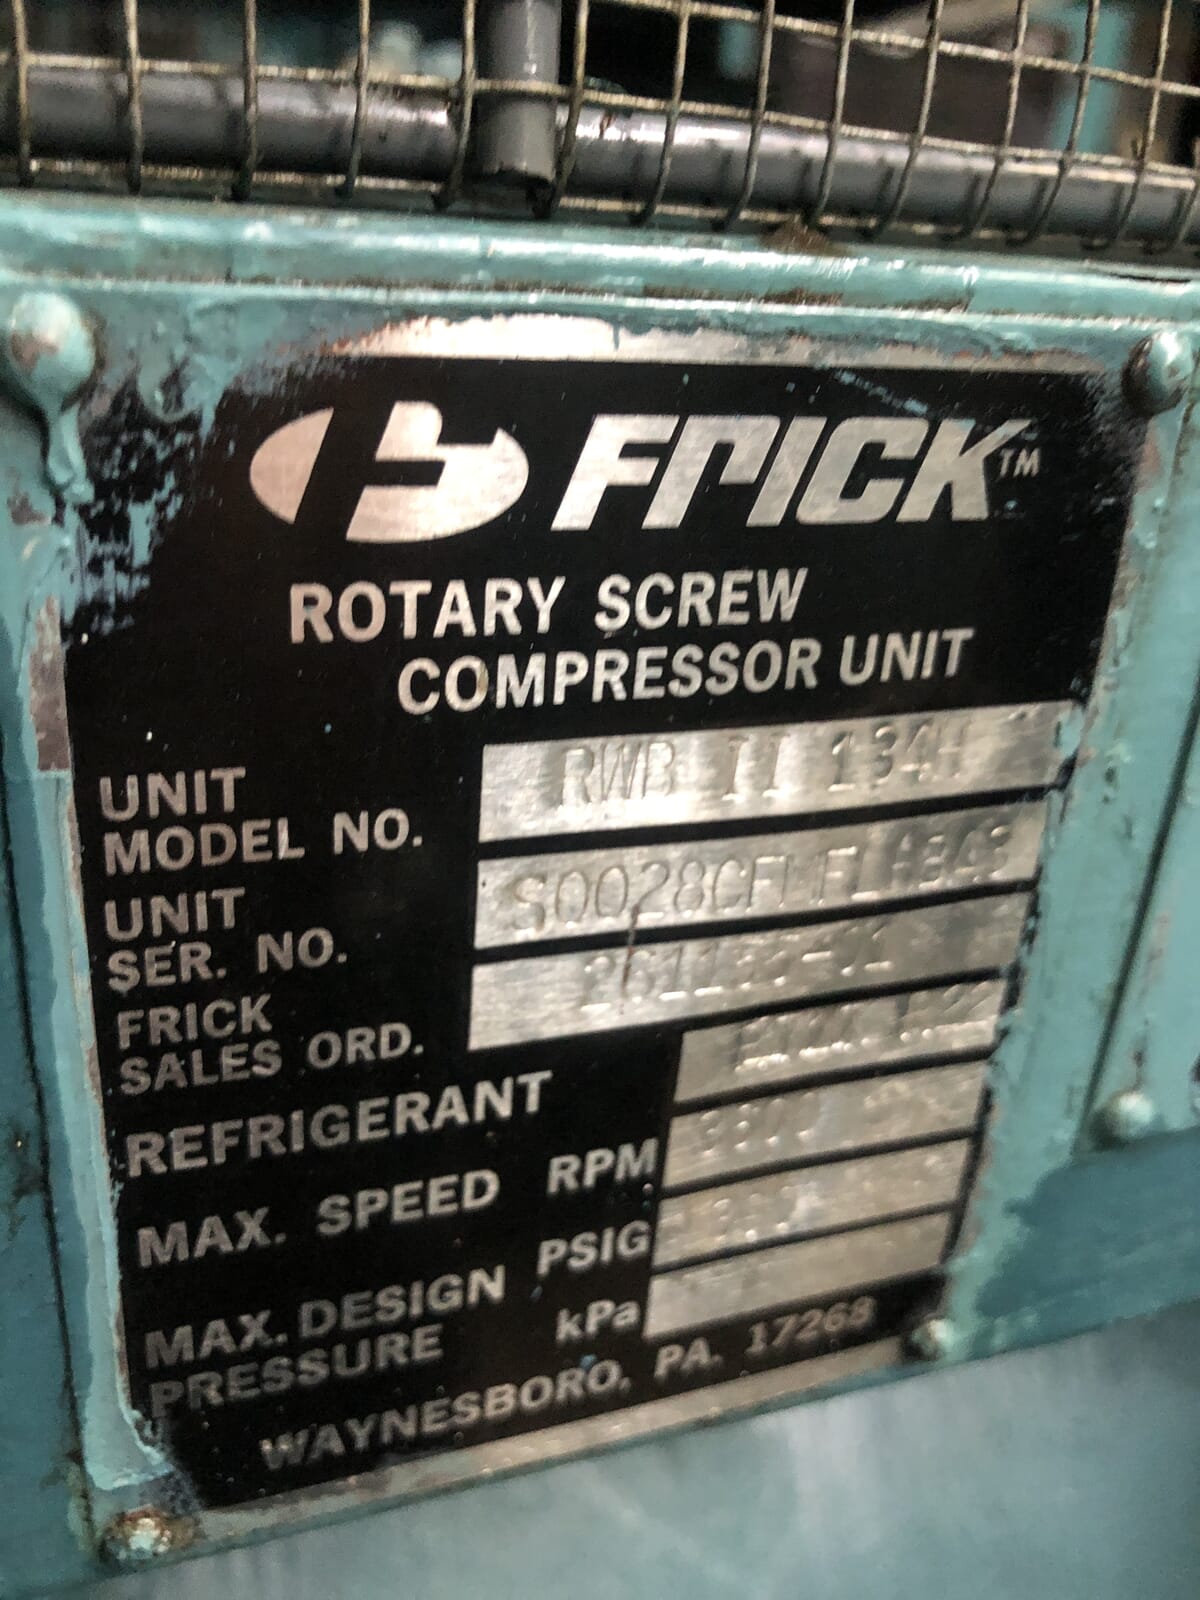 FRICK™
ROTARY SCREW
COMPRESSOR UNIT
UNIT
MODEL NO. RWB II 134H
UNIT
SER. NO.
FRICK
SALES ORD.
REFRIGERANT
MAX. SPEED RPM
MAX. DESIGN PSIG
PRESSURE kPa
WAYNESBORO, PA. 17268